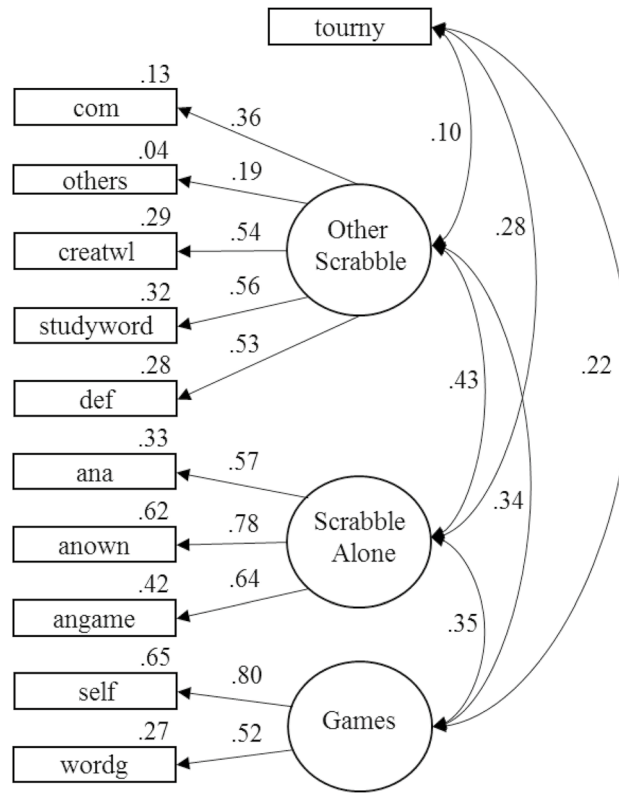 tourny
.13
com
.36
.10
.04
others
.19
.29
creatwl
.54
Other
Scrabble
.28
.32
studyword
.56
.28
def
.53
.43
.22
.33
ana
.57
.62
anown
.78
Scrabble
Alone
.34
.42
angame
.64
.35
.65
self
.80
Games
.27
wordg
.52